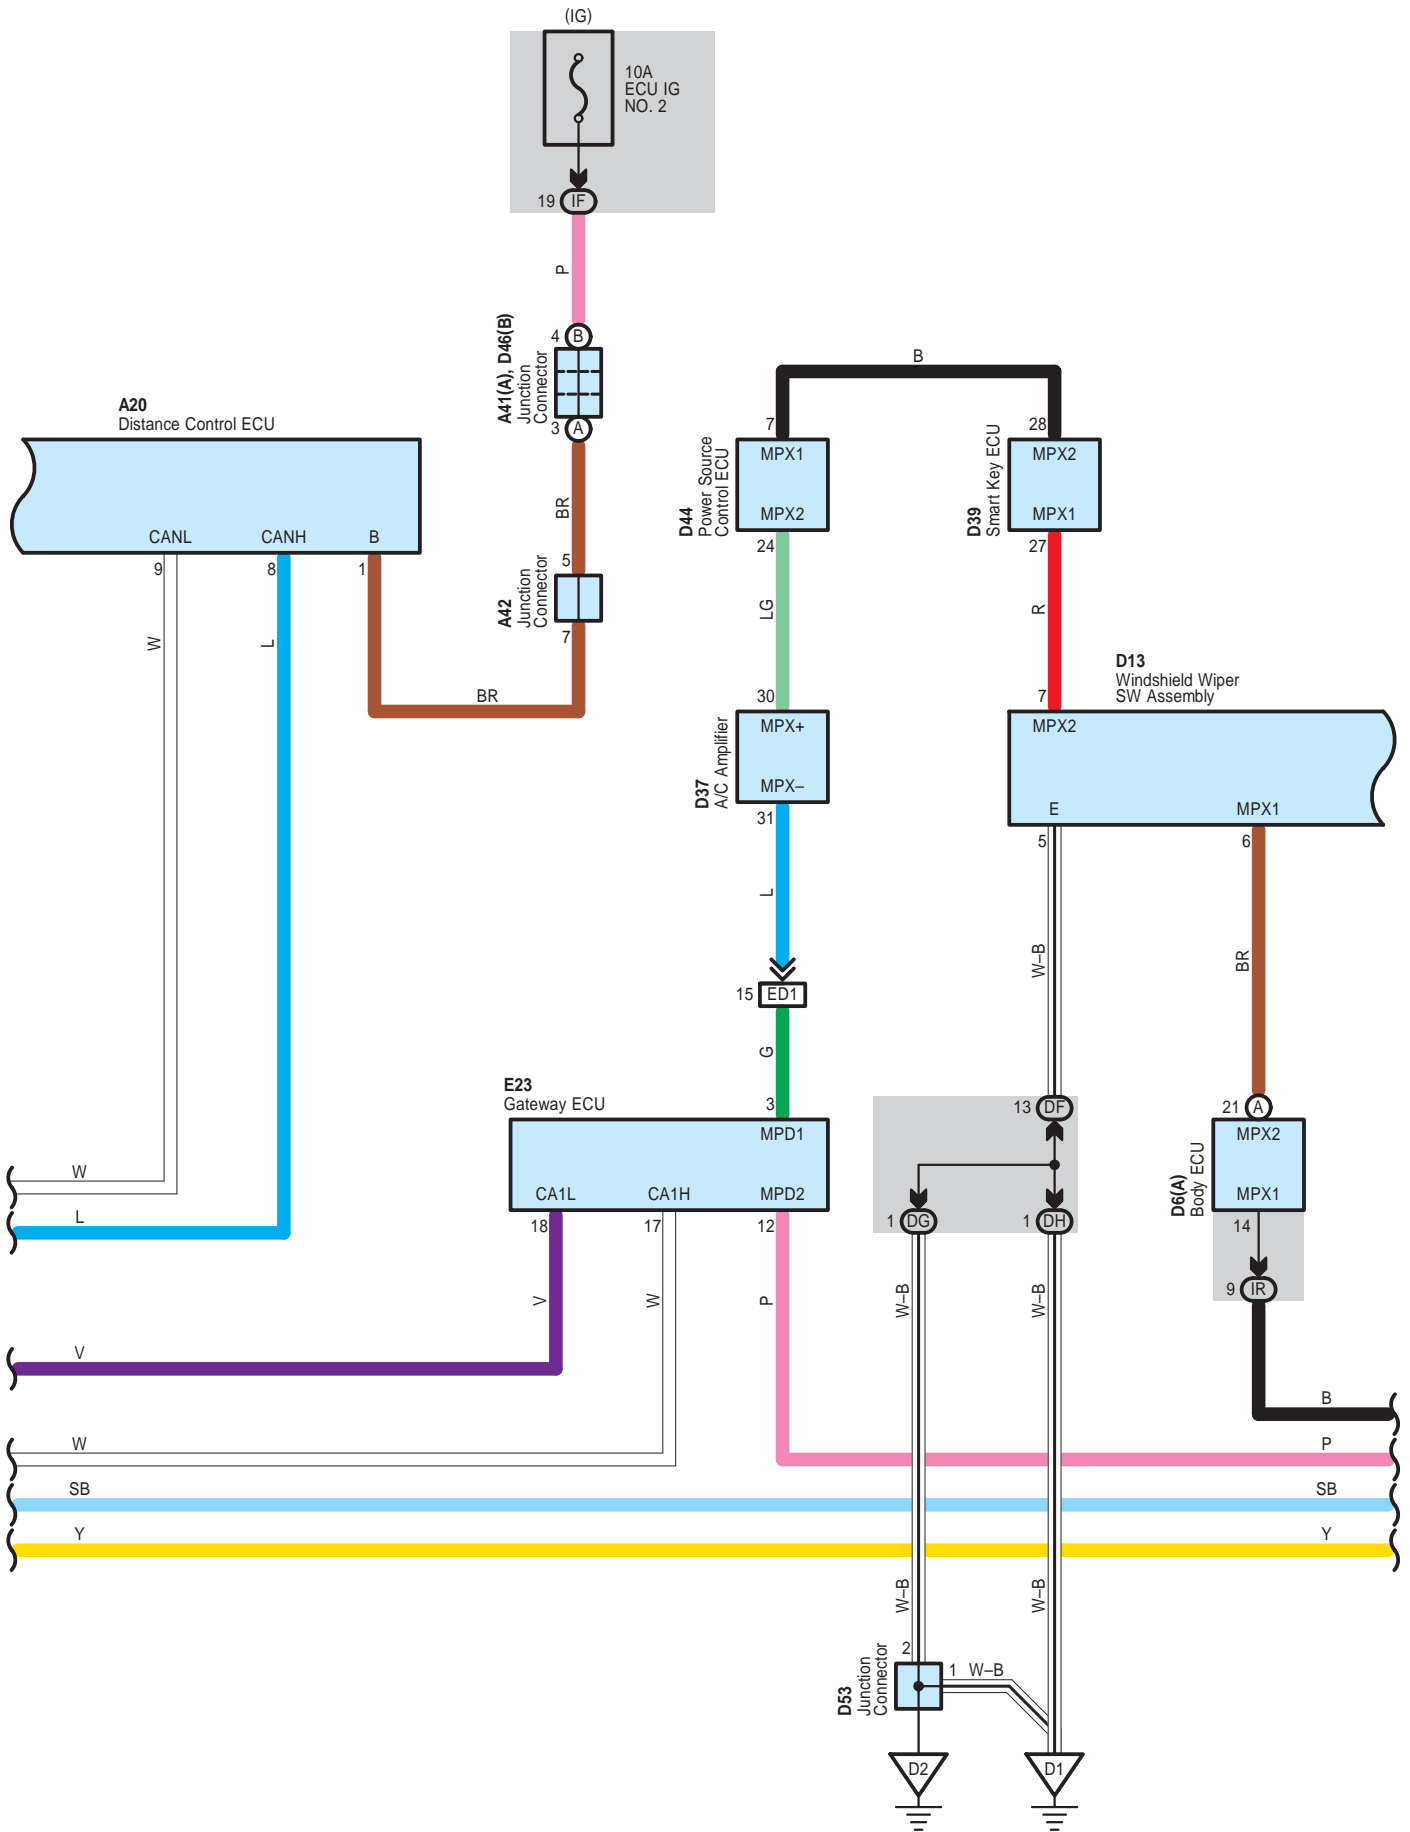 (IG)
10A
ECU IG
NO. 2
19 IF
P
A41(A), D46(B)
Junction
Connector
4 B
3 A
BR
5
A42
Junction
Connector
7
BR
A20
Distance Control ECU
CANL CANH B
9 8 1
W L
B
7 28
D44
Power Source
Control ECU
MPX1
MPX2
24
D39
Smart Key ECU
MPX2
MPX1
27
LG R
30
D37
A/C Amplifier
MPX+
MPX–
31
L
15 ED1
G
D13
Windshield Wiper
SW Assembly
7
MPX2
E MPX1
5 6
W–B BR
E23
Gateway ECU
3
MPD1
CA1L CA1H MPD2
18 17 12
V W P
13 DF
1 DG 1 DH
W–B W–B
21 A
D6(A)
Body ECU
MPX2
MPX1
14
9 IR
W
L
V
B
W P
SB SB
Y Y
W–B W–B
2
D53
Junction
Connector
1 W–B
D2 D1